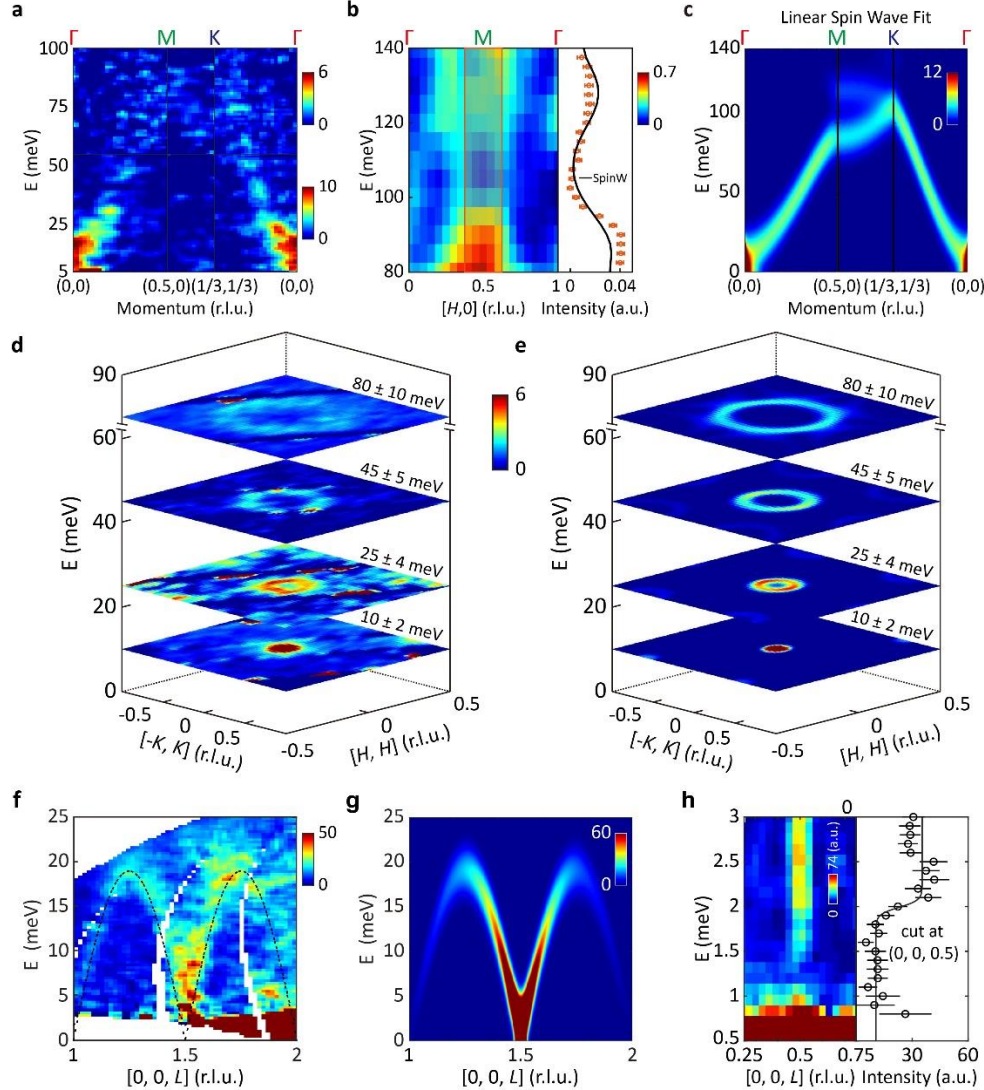 a
Γ M K Γ
100
75
50
25
5
E (meV)
6
0
10
0
(0,0) (0.5,0) (1/3,1/3) (0,0)
Momentum (r.l.u.)
b
Γ M Γ
140
120
100
80
E (meV)
0.7
0
SpinW
0 0.5 1 0 0.04
[H,0] (r.l.u.) Intensity (a.u.)
c
Linear Spin Wave Fit
Γ M K Γ
150
100
50
0
E (meV)
12
0
(0,0) (0.5,0) (1/3,1/3) (0,0)
Momentum (r.l.u.)
d
90
60
40
20
0
E (meV)
80 ± 10 meV
45 ± 5 meV
25 ± 4 meV
10 ± 2 meV
-0.5 0 0.5 -0.5 0 0.5
[-K, K] (r.l.u.) [H, H] (r.l.u.)
6
0
e
90
60
40
20
0
E (meV)
80 ± 10 meV
45 ± 5 meV
25 ± 4 meV
10 ± 2 meV
-0.5 0 0.5 -0.5 0 0.5
[-K, K] (r.l.u.) [H, H] (r.l.u.)
f
25
20
15
10
5
0
E (meV)
50
0
1 1.5 2
[0, 0, L] (r.l.u.)
g
25
20
15
10
5
0
E (meV)
60
0
1 1.5 2
[0, 0, L] (r.l.u.)
h
0
3
2.5
2
1.5
1
0.5
E (meV)
0 74 (a.u.)
cut at
(0, 0, 0.5)
0.25 0.5 0.75 30 60
[0, 0, L] (r.l.u.) Intensity (a.u.)